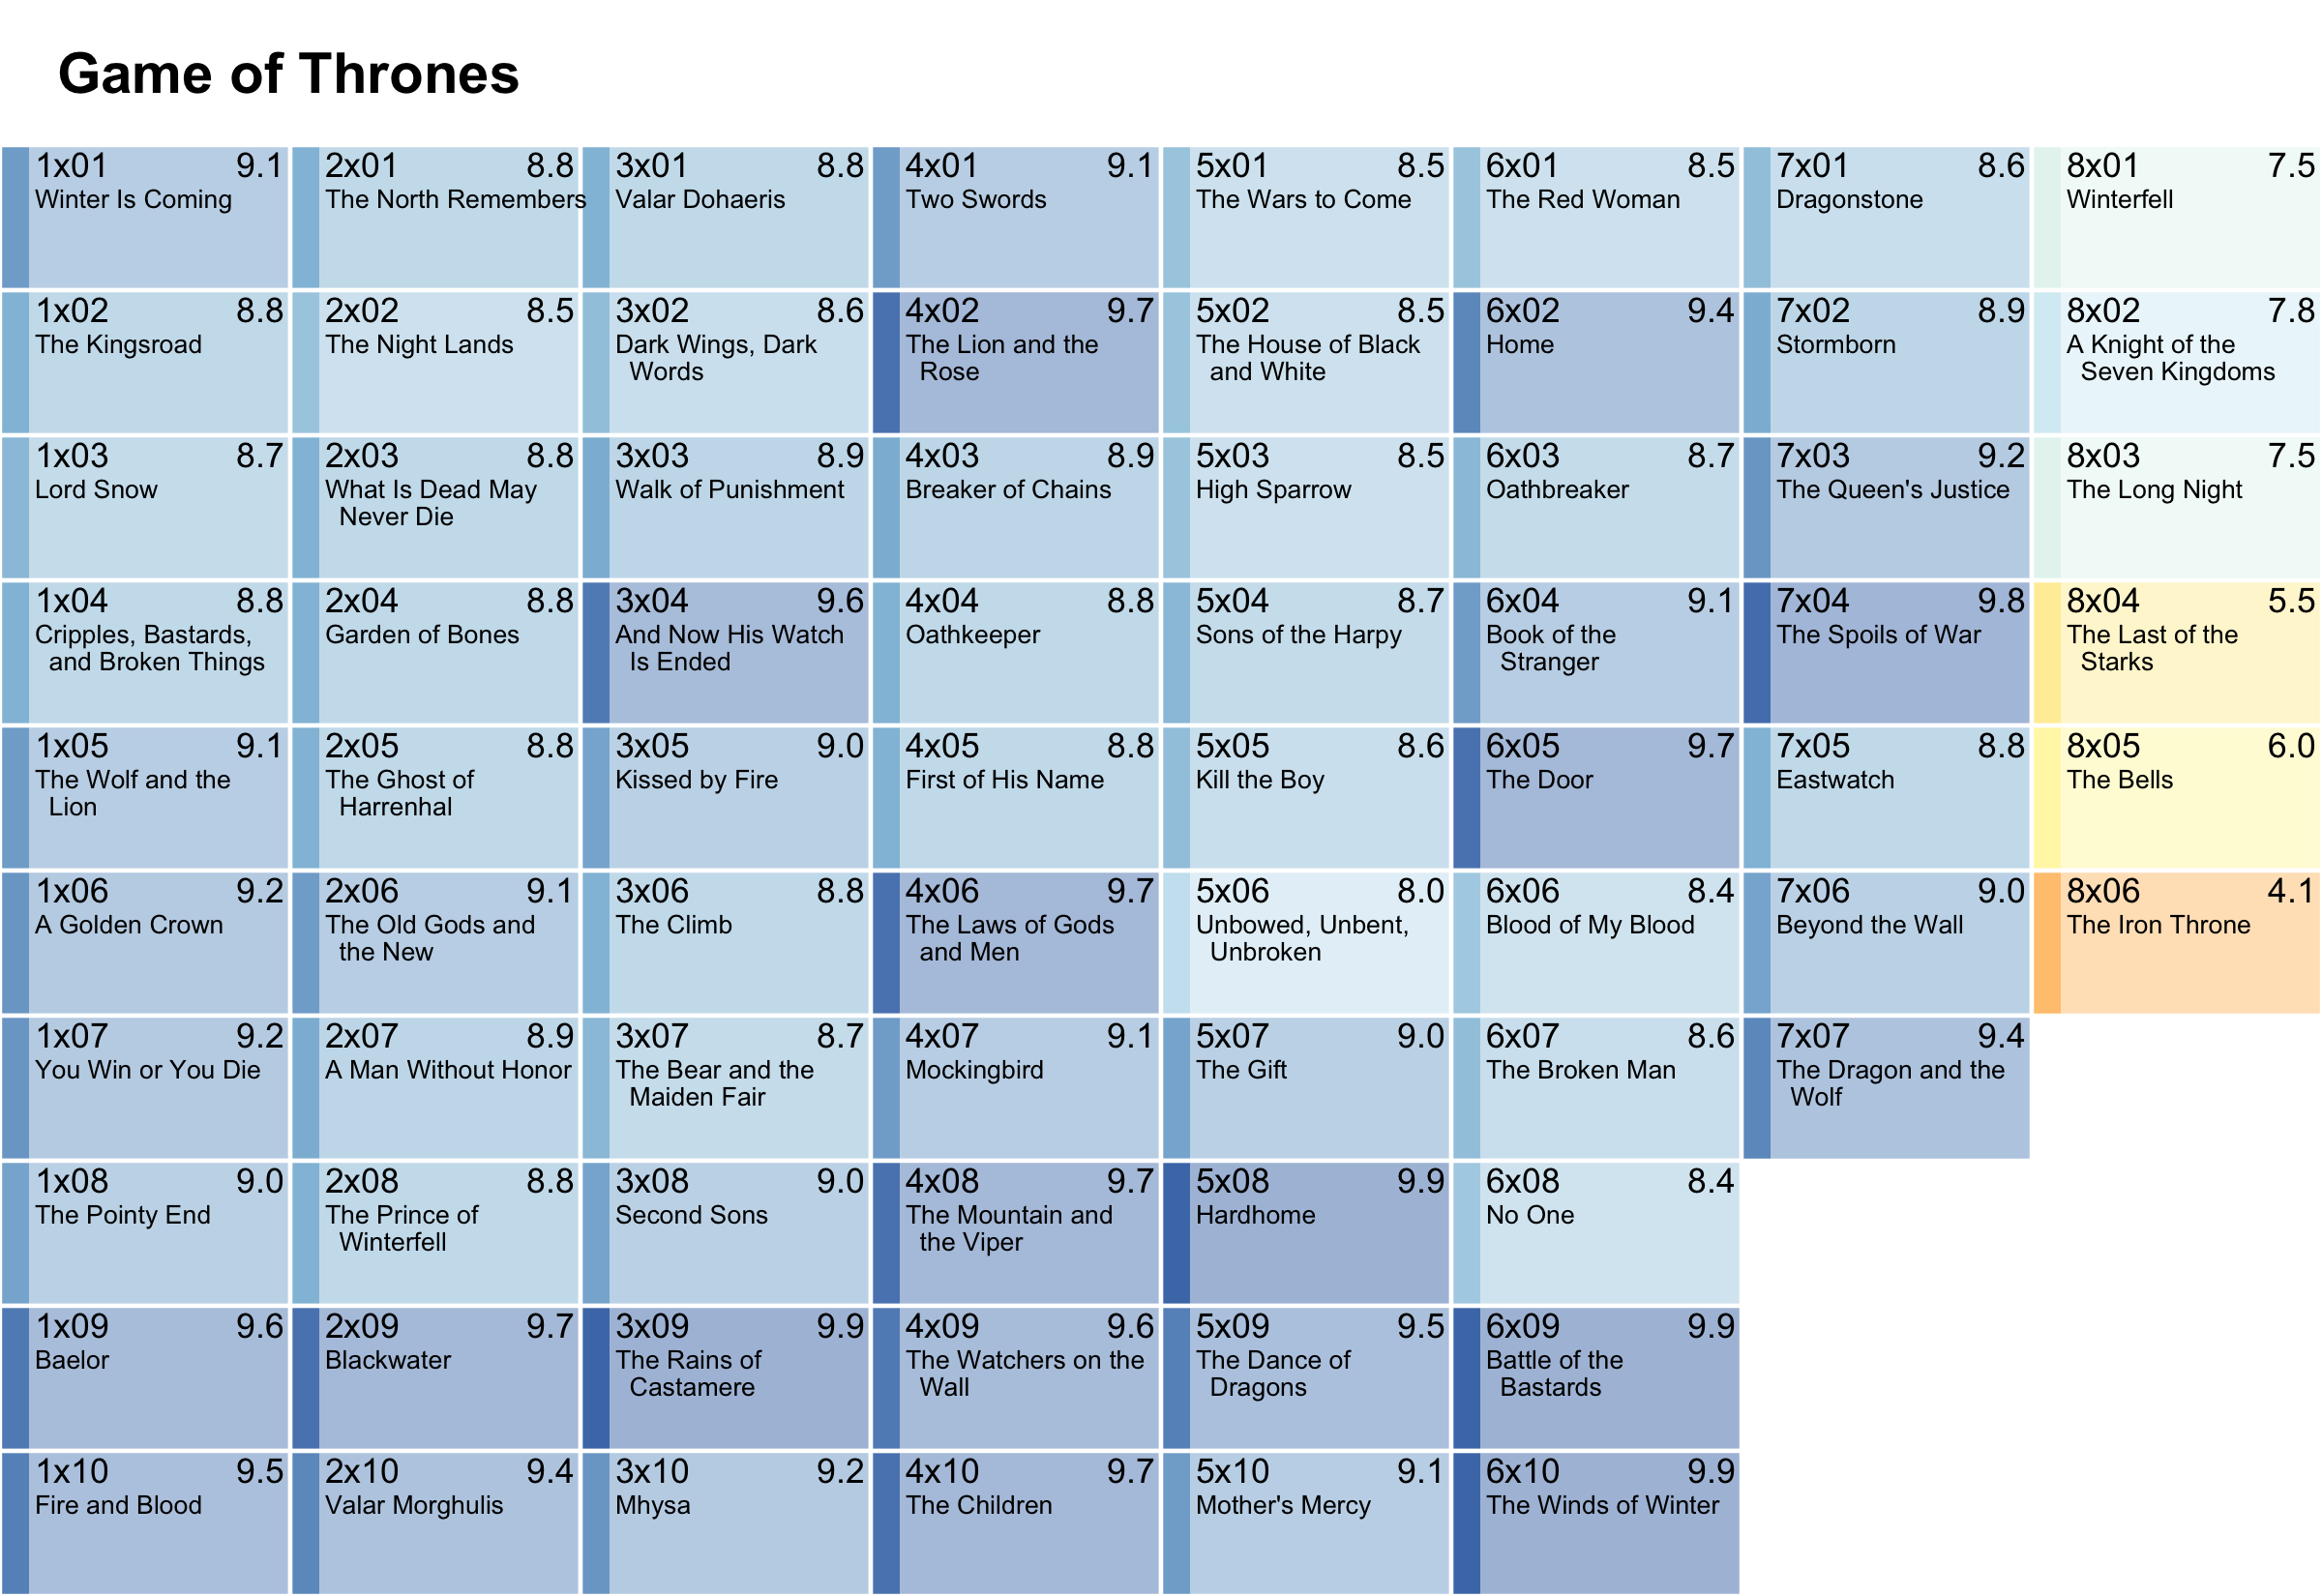 Game of Thrones
1x01 9.1 2x01 8.8 3x01 8.8 4x01 9.1 5x01 8.5 6x01 8.5 7x01 8.6 8x01 7.5
Winter Is Coming The North Remembers Valar Dohaeris Two Swords The Wars to Come The Red Woman Dragonstone Winterfell
1x02 8.8 2x02 8.5 3x02 8.6 4x02 9.7 5x02 8.5 6x02 9.4 7x02 8.9 8x02 7.8
The Kingsroad The Night Lands Dark Wings, Dark The Lion and the The House of Black Home Stormborn A Knight of the
Words Rose and White Seven Kingdoms
1x03 8.7 2x03 8.8 3x03 8.9 4x03 8.9 5x03 8.5 6x03 8.7 7x03 9.2 8x03 7.5
Lord Snow What Is Dead May Walk of Punishment Breaker of Chains High Sparrow Oathbreaker The Queen's Justice The Long Night
Never Die
1x04 8.8 2x04 8.8 3x04 9.6 4x04 8.8 5x04 8.7 6x04 9.1 7x04 9.8 8x04 5.5
Cripples, Bastards, Garden of Bones And Now His Watch Oathkeeper Sons of the Harpy Book of the The Spoils of War The Last of the
and Broken Things Is Ended Stranger Starks
1x05 9.1 2x05 8.8 3x05 9.0 4x05 8.8 5x05 8.6 6x05 9.7 7x05 8.8 8x05 6.0
The Wolf and the The Ghost of Kissed by Fire First of His Name Kill the Boy The Door Eastwatch The Bells
Lion Harrenhal
1x06 9.2 2x06 9.1 3x06 8.8 4x06 9.7 5x06 8.0 6x06 8.4 7x06 9.0 8x06 4.1
A Golden Crown The Old Gods and The Climb The Laws of Gods Unbowed, Unbent, Blood of My Blood Beyond the Wall The Iron Throne
the New and Men Unbroken
1x07 9.2 2x07 8.9 3x07 8.7 4x07 9.1 5x07 9.0 6x07 8.6 7x07 9.4
You Win or You Die A Man Without Honor The Bear and the Mockingbird The Gift The Broken Man The Dragon and the
Maiden Fair Wolf
1x08 9.0 2x08 8.8 3x08 9.0 4x08 9.7 5x08 9.9 6x08 8.4
The Pointy End The Prince of Second Sons The Mountain and Hardhome No One
Winterfell the Viper
1x09 9.6 2x09 9.7 3x09 9.9 4x09 9.6 5x09 9.5 6x09 9.9
Baelor Blackwater The Rains of The Watchers on the The Dance of Battle of the
Castamere Wall Dragons Bastards
1x10 9.5 2x10 9.4 3x10 9.2 4x10 9.7 5x10 9.1 6x10 9.9
Fire and Blood Valar Morghulis Mhysa The Children Mother's Mercy The Winds of Winter